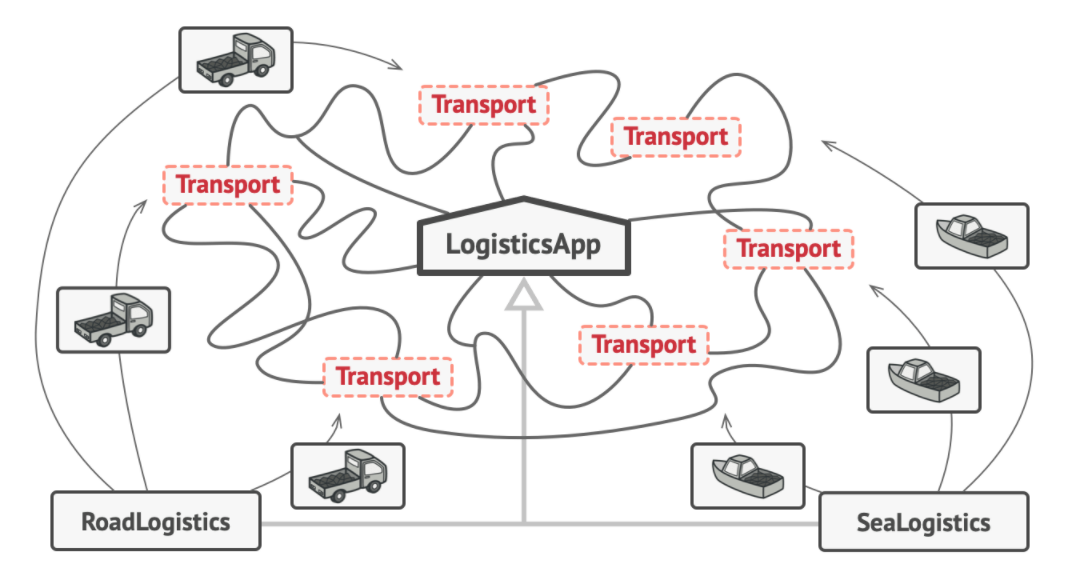 Transport
Transport
Transport
LogisticsApp
Transport
Transport
Transport
RoadLogistics
SeaLogistics